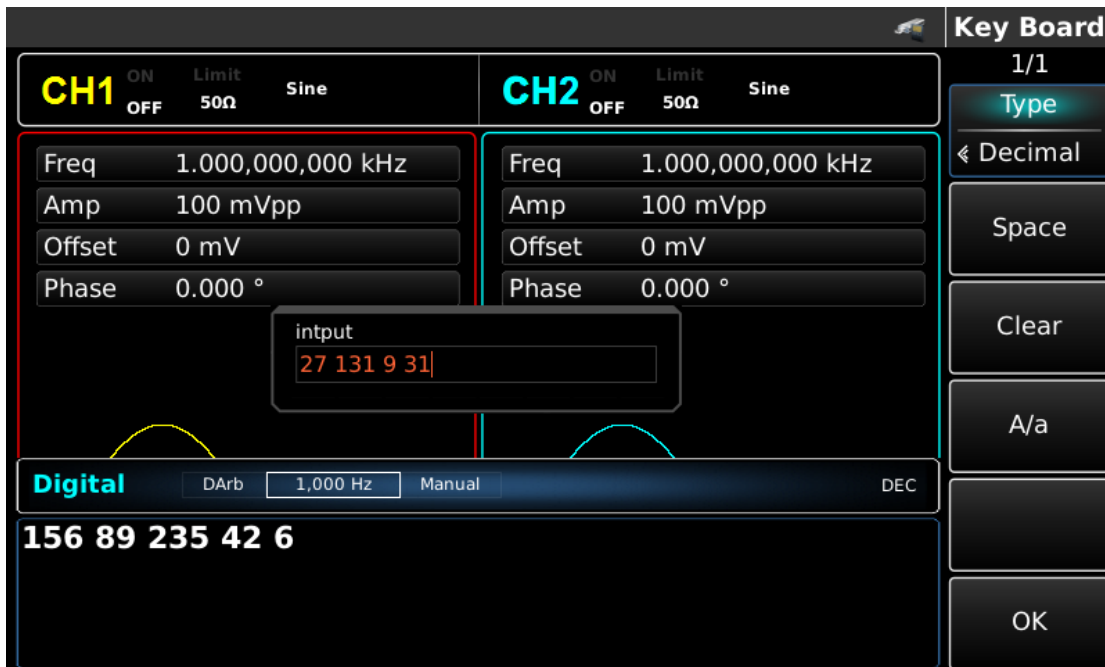 Key Board
1/1
CH1 ON OFF Limit 50Ω Sine
CH2 ON OFF Limit 50Ω Sine
Type
Decimal
Freq 1.000,000,000 kHz
Amp 100 mVpp
Offset 0 mV
Phase 0.000 °
Freq 1.000,000,000 kHz
Amp 100 mVpp
Offset 0 mV
Phase 0.000 °
Space
intput
27 131 9 31
Clear
A/a
Digital DArb 1,000 Hz Manual DEC
156 89 235 42 6
OK